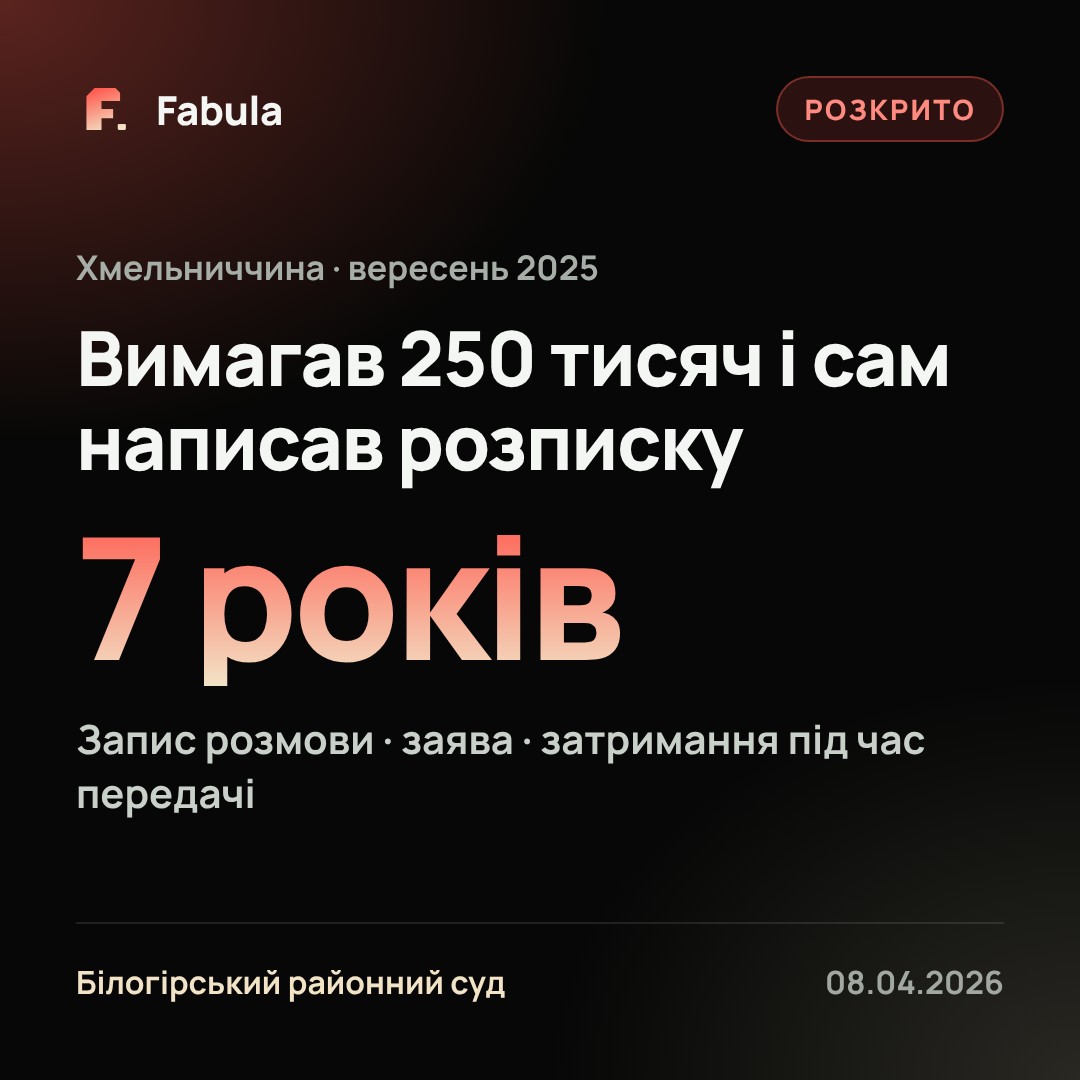 F. Fabula
РОЗКРИТО
Хмельниччина · вересень 2025
Вимагав 250 тисяч і сам
написав розписку
7 років
Запис розмови · заява · затримання під час
передачі
Білогірський районний суд
08.04.2026